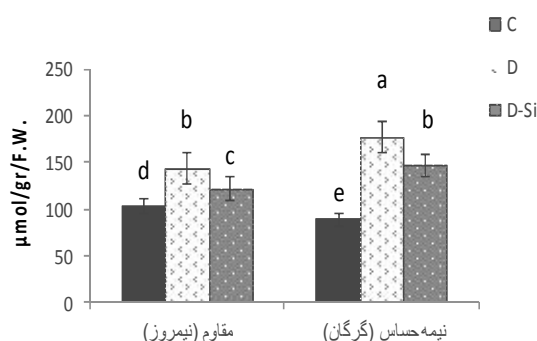 C
D
D-Si
μmol/gr/F.W.
250
200
150
100
50
0
d
b
c
e
a
b
مقاوم (نیمروز)
نیمه حساس (گرگان)